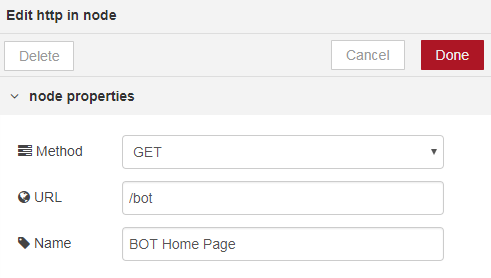 Edit http in node
Delete Cancel Done
node properties
Method GET
URL /bot
Name BOT Home Page